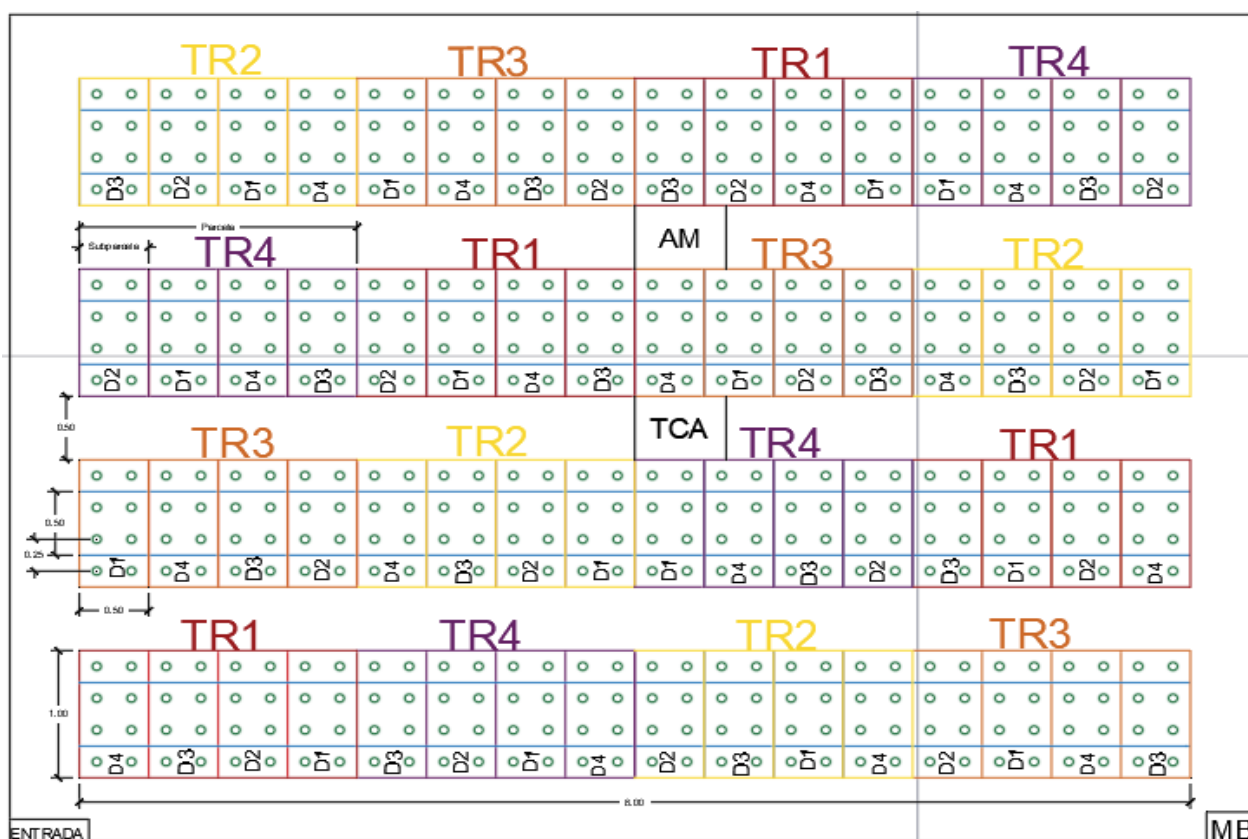 TR2 TR3 TR1 TR4
D3 D2 D1 D4 D1 D4 D3 D2 D3 D2 D4 D1 D1 D4 D3 D2
Parcela
Subparcela
AM
TR4 TR1 TR3 TR2
D2 D1 D4 D3 D2 D1 D4 D3 D4 D1 D2 D3 D4 D3 D2 D1
0.50
TCA
TR3 TR2 TR4 TR1
0.50
0.25
D1 D4 D3 D2 D4 D3 D2 D1 D1 D4 D3 D2 D3 D1 D2 D4
0.50
TR1 TR4 TR2 TR3
1.00
D4 D3 D2 D1 D3 D2 D1 D4 D2 D3 D1 D4 D2 D1 D4 D3
8.00
ENTRADA